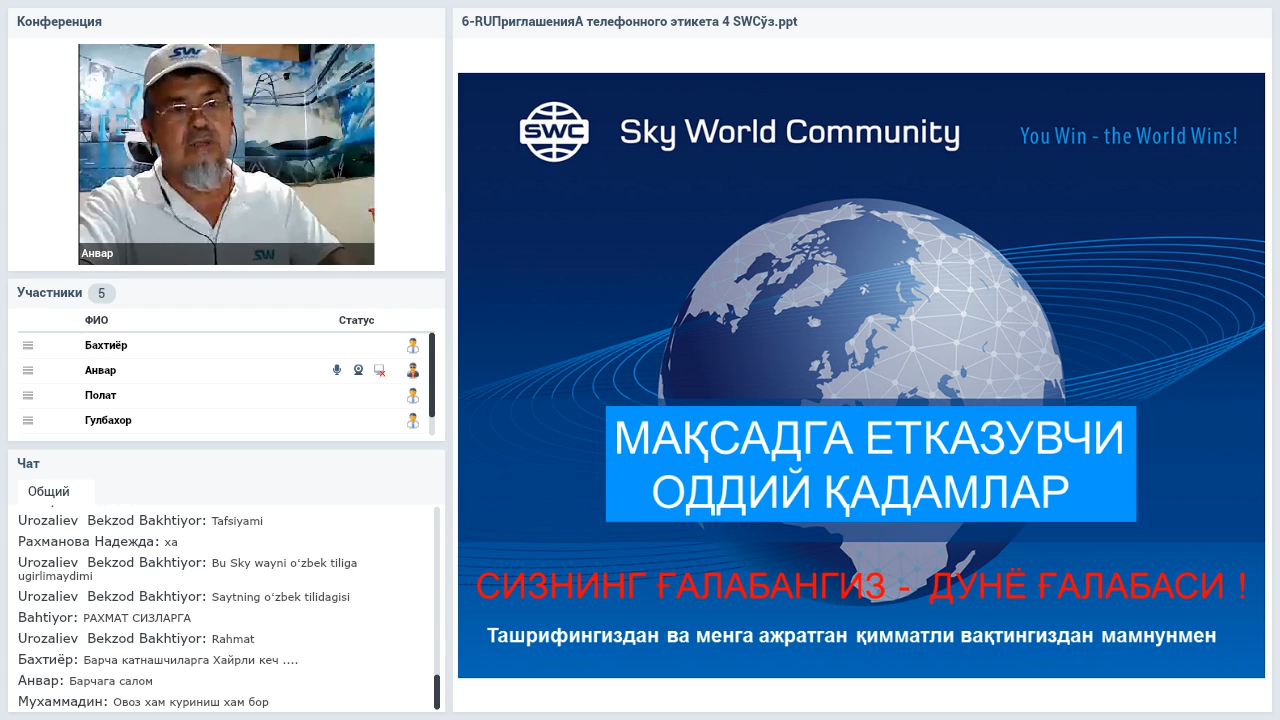 Конференция
SW
Анвар
SW
Участники 5
ФИО Статус
Бахтиёр
Анвар
Полат
Гулбахор
Чат
Общий
Urozaliev Bekzod Bakhtiyor: Tafsiyami
Рахманова Надежда: ха
Urozaliev Bekzod Bakhtiyor: Bu Sky wayni oʻzbek tiliga
ugirlimaydimi
Urozaliev Bekzod Bakhtiyor: Saytning oʻzbek tilidagisi
Bahtiyor: РАХМАТ СИЗЛАРГА
Urozaliev Bekzod Bakhtiyor: Rahmat
Бахтиёр: Барча катнашчиларга Хайрли кеч ....
Анвар: Барчага салом
Мухаммадин: Овоз хам куриниш хам бор
6-RUПриглашенияА телефонного этикета 4 SWCўз.ppt
SWC Sky World Community
You Win - the World Wins!
МАҚСАДГА ЕТКАЗУВЧИ
ОДДИЙ ҚАДАМЛАР
СИЗНИНГ ҒАЛАБАНГИЗ - ДУНЁ ҒАЛАБАСИ !
Ташрифингиздан ва менга ажратган қимматли вақтингиздан мамнунмен